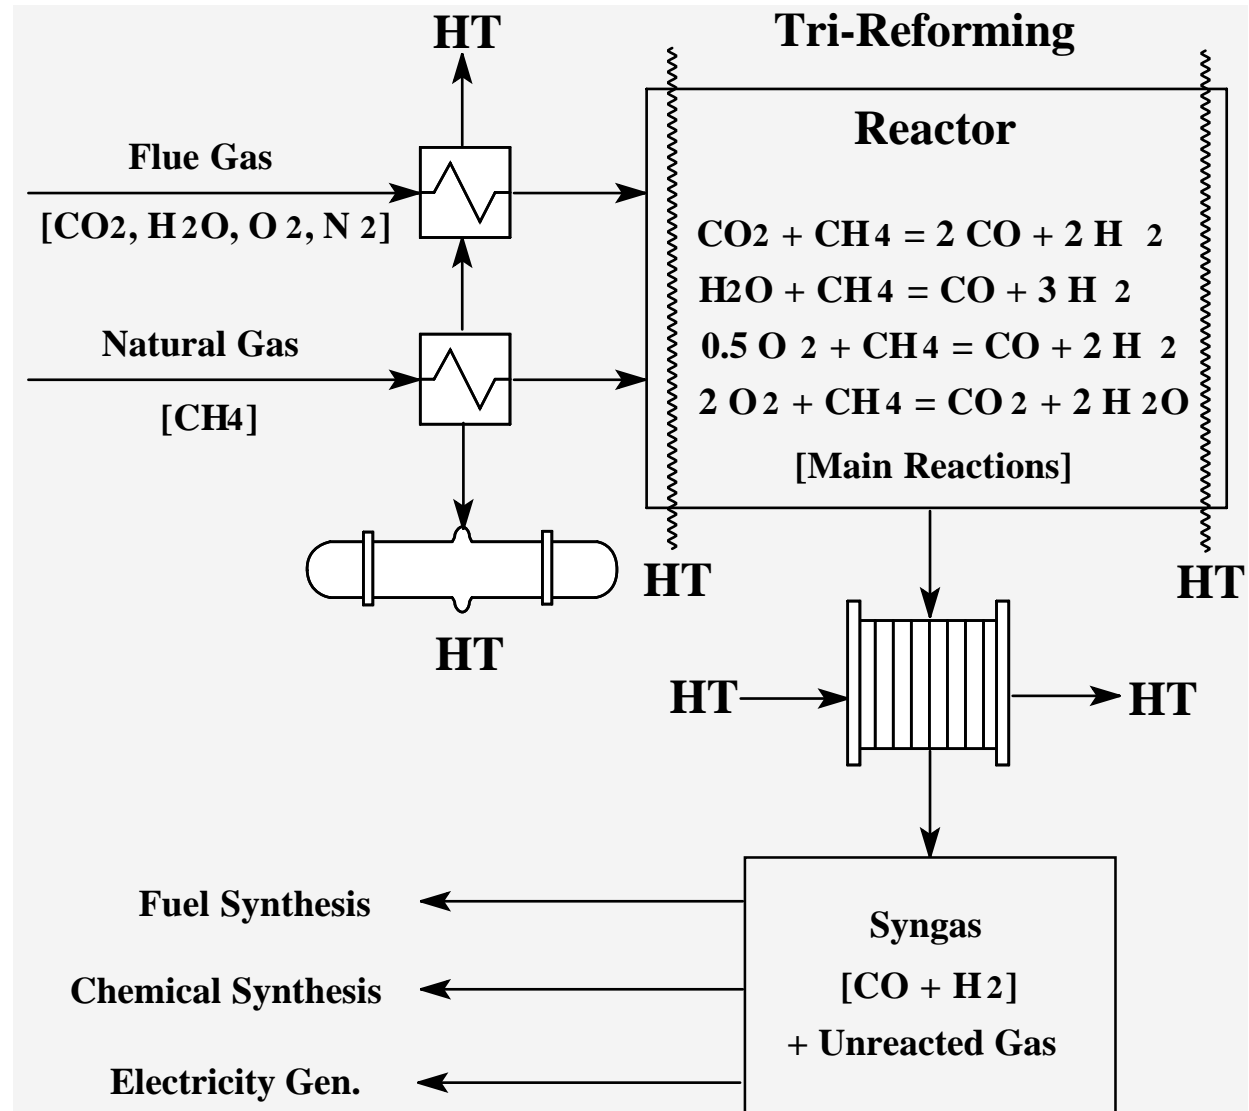 HT
Tri-Reforming
Reactor
Flue Gas
[CO2, H2O, O2, N2]
CO2 + CH4 = 2 CO + 2 H2
H2O + CH4 = CO + 3 H2
Natural Gas
0.5 O2 + CH4 = CO + 2 H2
[CH4]
2 O2 + CH4 = CO2 + 2 H2O
[Main Reactions]
HT
HT
HT
HT
HT
Fuel Synthesis
Syngas
Chemical Synthesis
[CO + H2]
+ Unreacted Gas
Electricity Gen.